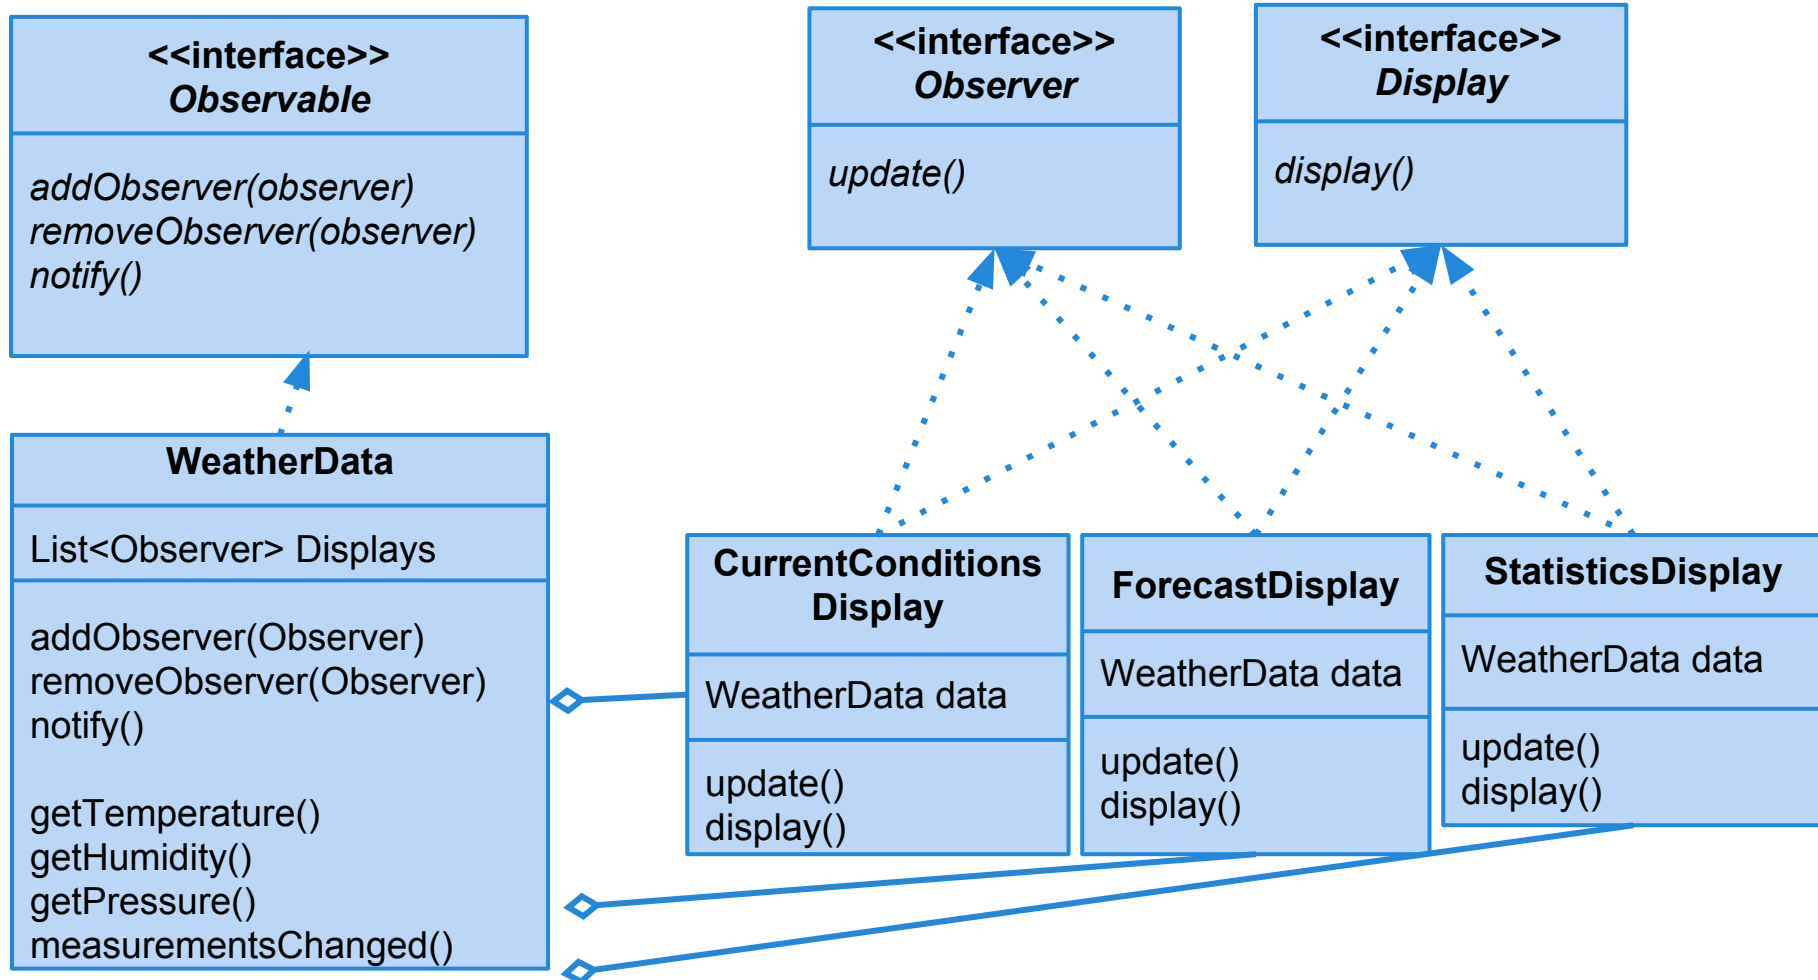 <<interface>>
Observable
addObserver(observer)
removeObserver(observer)
notify()
<<interface>>
Observer
update()
<<interface>>
Display
display()
WeatherData
List<Observer> Displays
addObserver(Observer)
removeObserver(Observer)
notify()
getTemperature()
getHumidity()
getPressure()
measurementsChanged()
CurrentConditions
Display
WeatherData data
update()
display()
ForecastDisplay
WeatherData data
update()
display()
StatisticsDisplay
WeatherData data
update()
display()